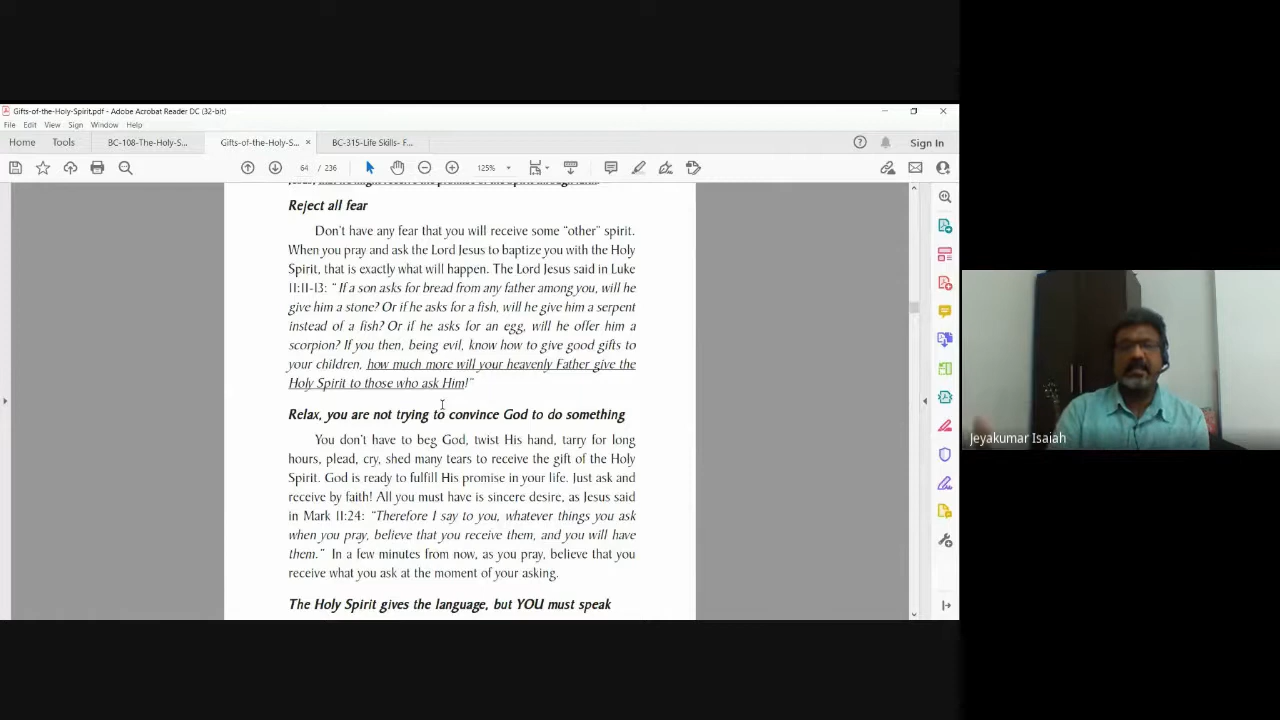 Gifts-of-the-Holy-Spirit.pdf - Adobe Acrobat Reader DC (32-bit)
File Edit View Sign Window Help
Home Tools BC-108-The-Holy-S... Gifts-of-the-Holy-S... × BC-315-Life Skills- F... Sign In
64 / 236 125%
Jesus, that we might receive the promise of the Spirit through faith.
Reject all fear
Don't have any fear that you will receive some “other” spirit.
When you pray and ask the Lord Jesus to baptize you with the Holy
Spirit, that is exactly what will happen. The Lord Jesus said in Luke
11:11-13: “If a son asks for bread from any father among you, will he
give him a stone? Or if he asks for a fish, will he give him a serpent
instead of a fish? Or if he asks for an egg, will he offer him a
scorpion? If you then, being evil, know how to give good gifts to
your children, how much more will your heavenly Father give the
Holy Spirit to those who ask Him!”
Relax, you are not trying to convince God to do something
You don't have to beg God, twist His hand, tarry for long
hours, plead, cry, shed many tears to receive the gift of the Holy
Spirit. God is ready to fulfill His promise in your life. Just ask and
receive by faith! All you must have is sincere desire, as Jesus said
in Mark 11:24: “Therefore I say to you, whatever things you ask
when you pray, believe that you receive them, and you will have
them.” In a few minutes from now, as you pray, believe that you
receive what you ask at the moment of your asking.
The Holy Spirit gives the language, but YOU must speak
Jeyakumar Isaiah